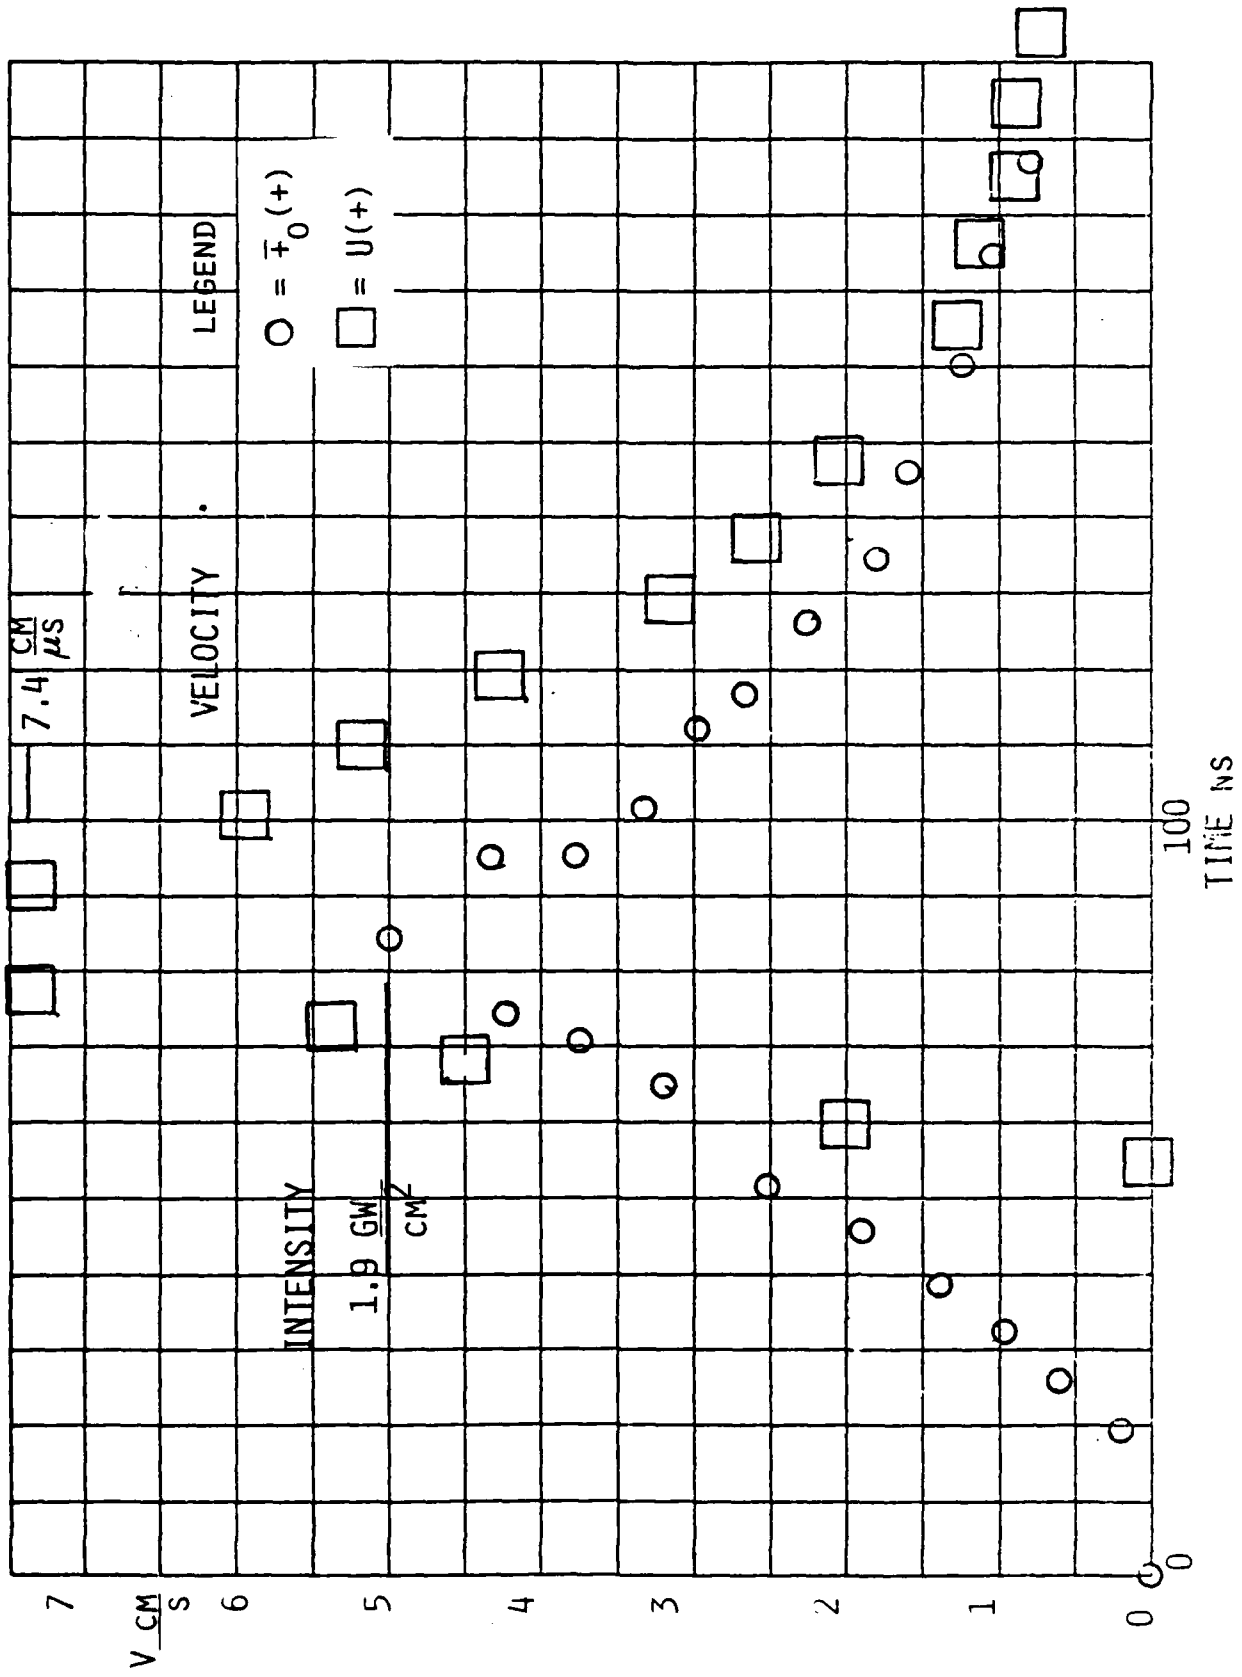 7.4 CM
μS
VELOCITY
LEGEND
○ = I̅₀(+)
□ = U(+)
INTENSITY
1.9 GW
CM²
V CM
S
7
6
5
4
3
2
1
0
0
100
TIME NS